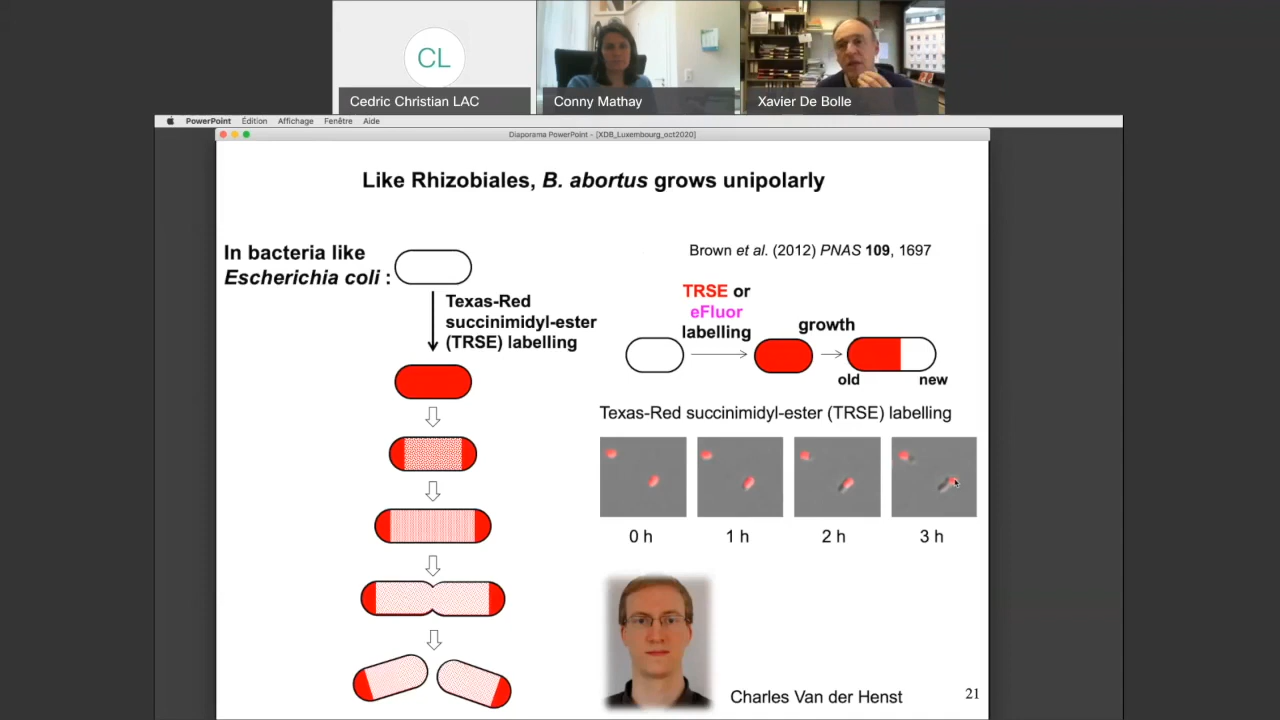 CL
Cedric Christian LAC
Conny Mathay
Xavier De Bolle
PowerPoint Édition Affichage Fenêtre Aide
Diaporama PowerPoint - [XDB_Luxembourg_oct2020]
Like Rhizobiales, B. abortus grows unipolarly
In bacteria like
Escherichia coli :
Texas-Red
succinimidyl-ester
(TRSE) labelling
Brown et al. (2012) PNAS 109, 1697
TRSE or
eFluor
labelling
growth
old
new
Texas-Red succinimidyl-ester (TRSE) labelling
0 h
1 h
2 h
3 h
Charles Van der Henst
21